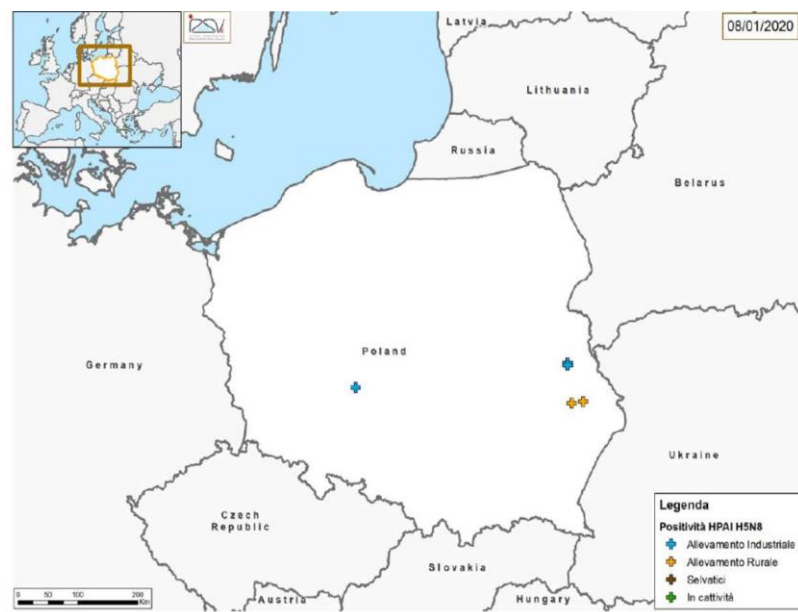 08/01/2020
Latvia
Lithuania
Russia
Belarus
Poland
Germany
Ukraine
Czech
Republic
Slovakia
Austria
Hungary
Legenda
Positività HPAI H5N8
Allevamento Industriale
Allevamento Rurale
Selvatici
In cattività
0 50 100 200
Km